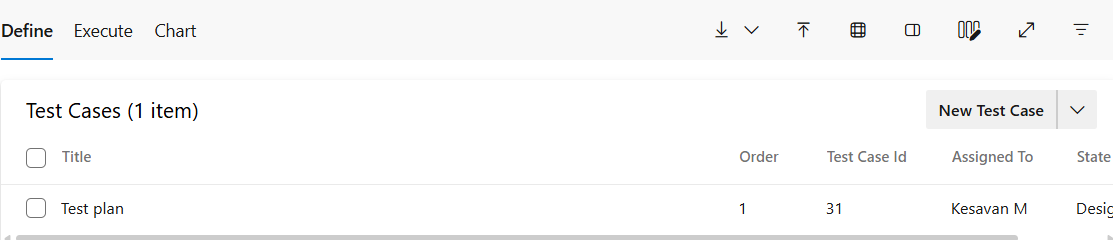 Define Execute Chart
Test Cases (1 item) New Test Case
Title Order Test Case Id Assigned To State
Test plan 1 31 Kesavan M Desig